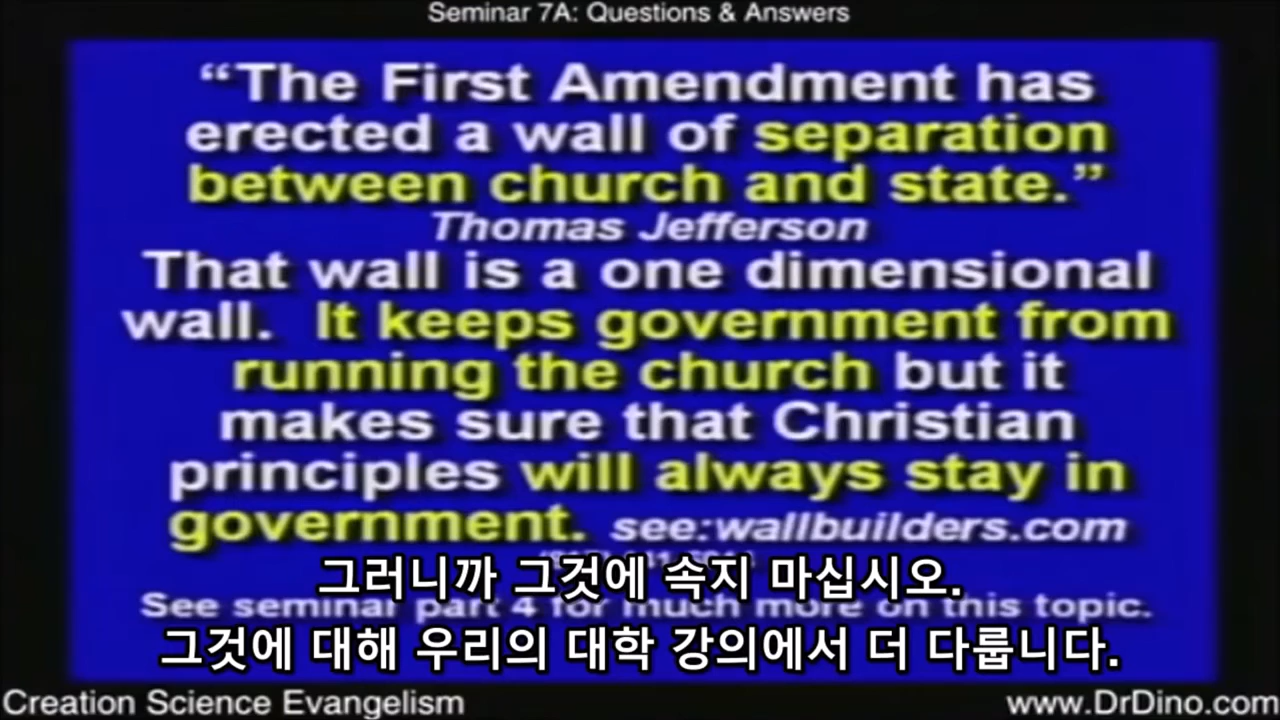 Seminar 7A: Questions & Answers
“The First Amendment has
erected a wall of separation
between church and state.”
Thomas Jefferson
That wall is a one dimensional
wall. It keeps government from
running the church but it
makes sure that Christian
principles will always stay in
government. see:wallbuilders.com
그러니까 그것에 속지 마십시오.
See seminar part 4 for much more on this topic.
그것에 대해 우리의 대학 강의에서 더 다룹니다.
Creation Science Evangelism
www.DrDino.com